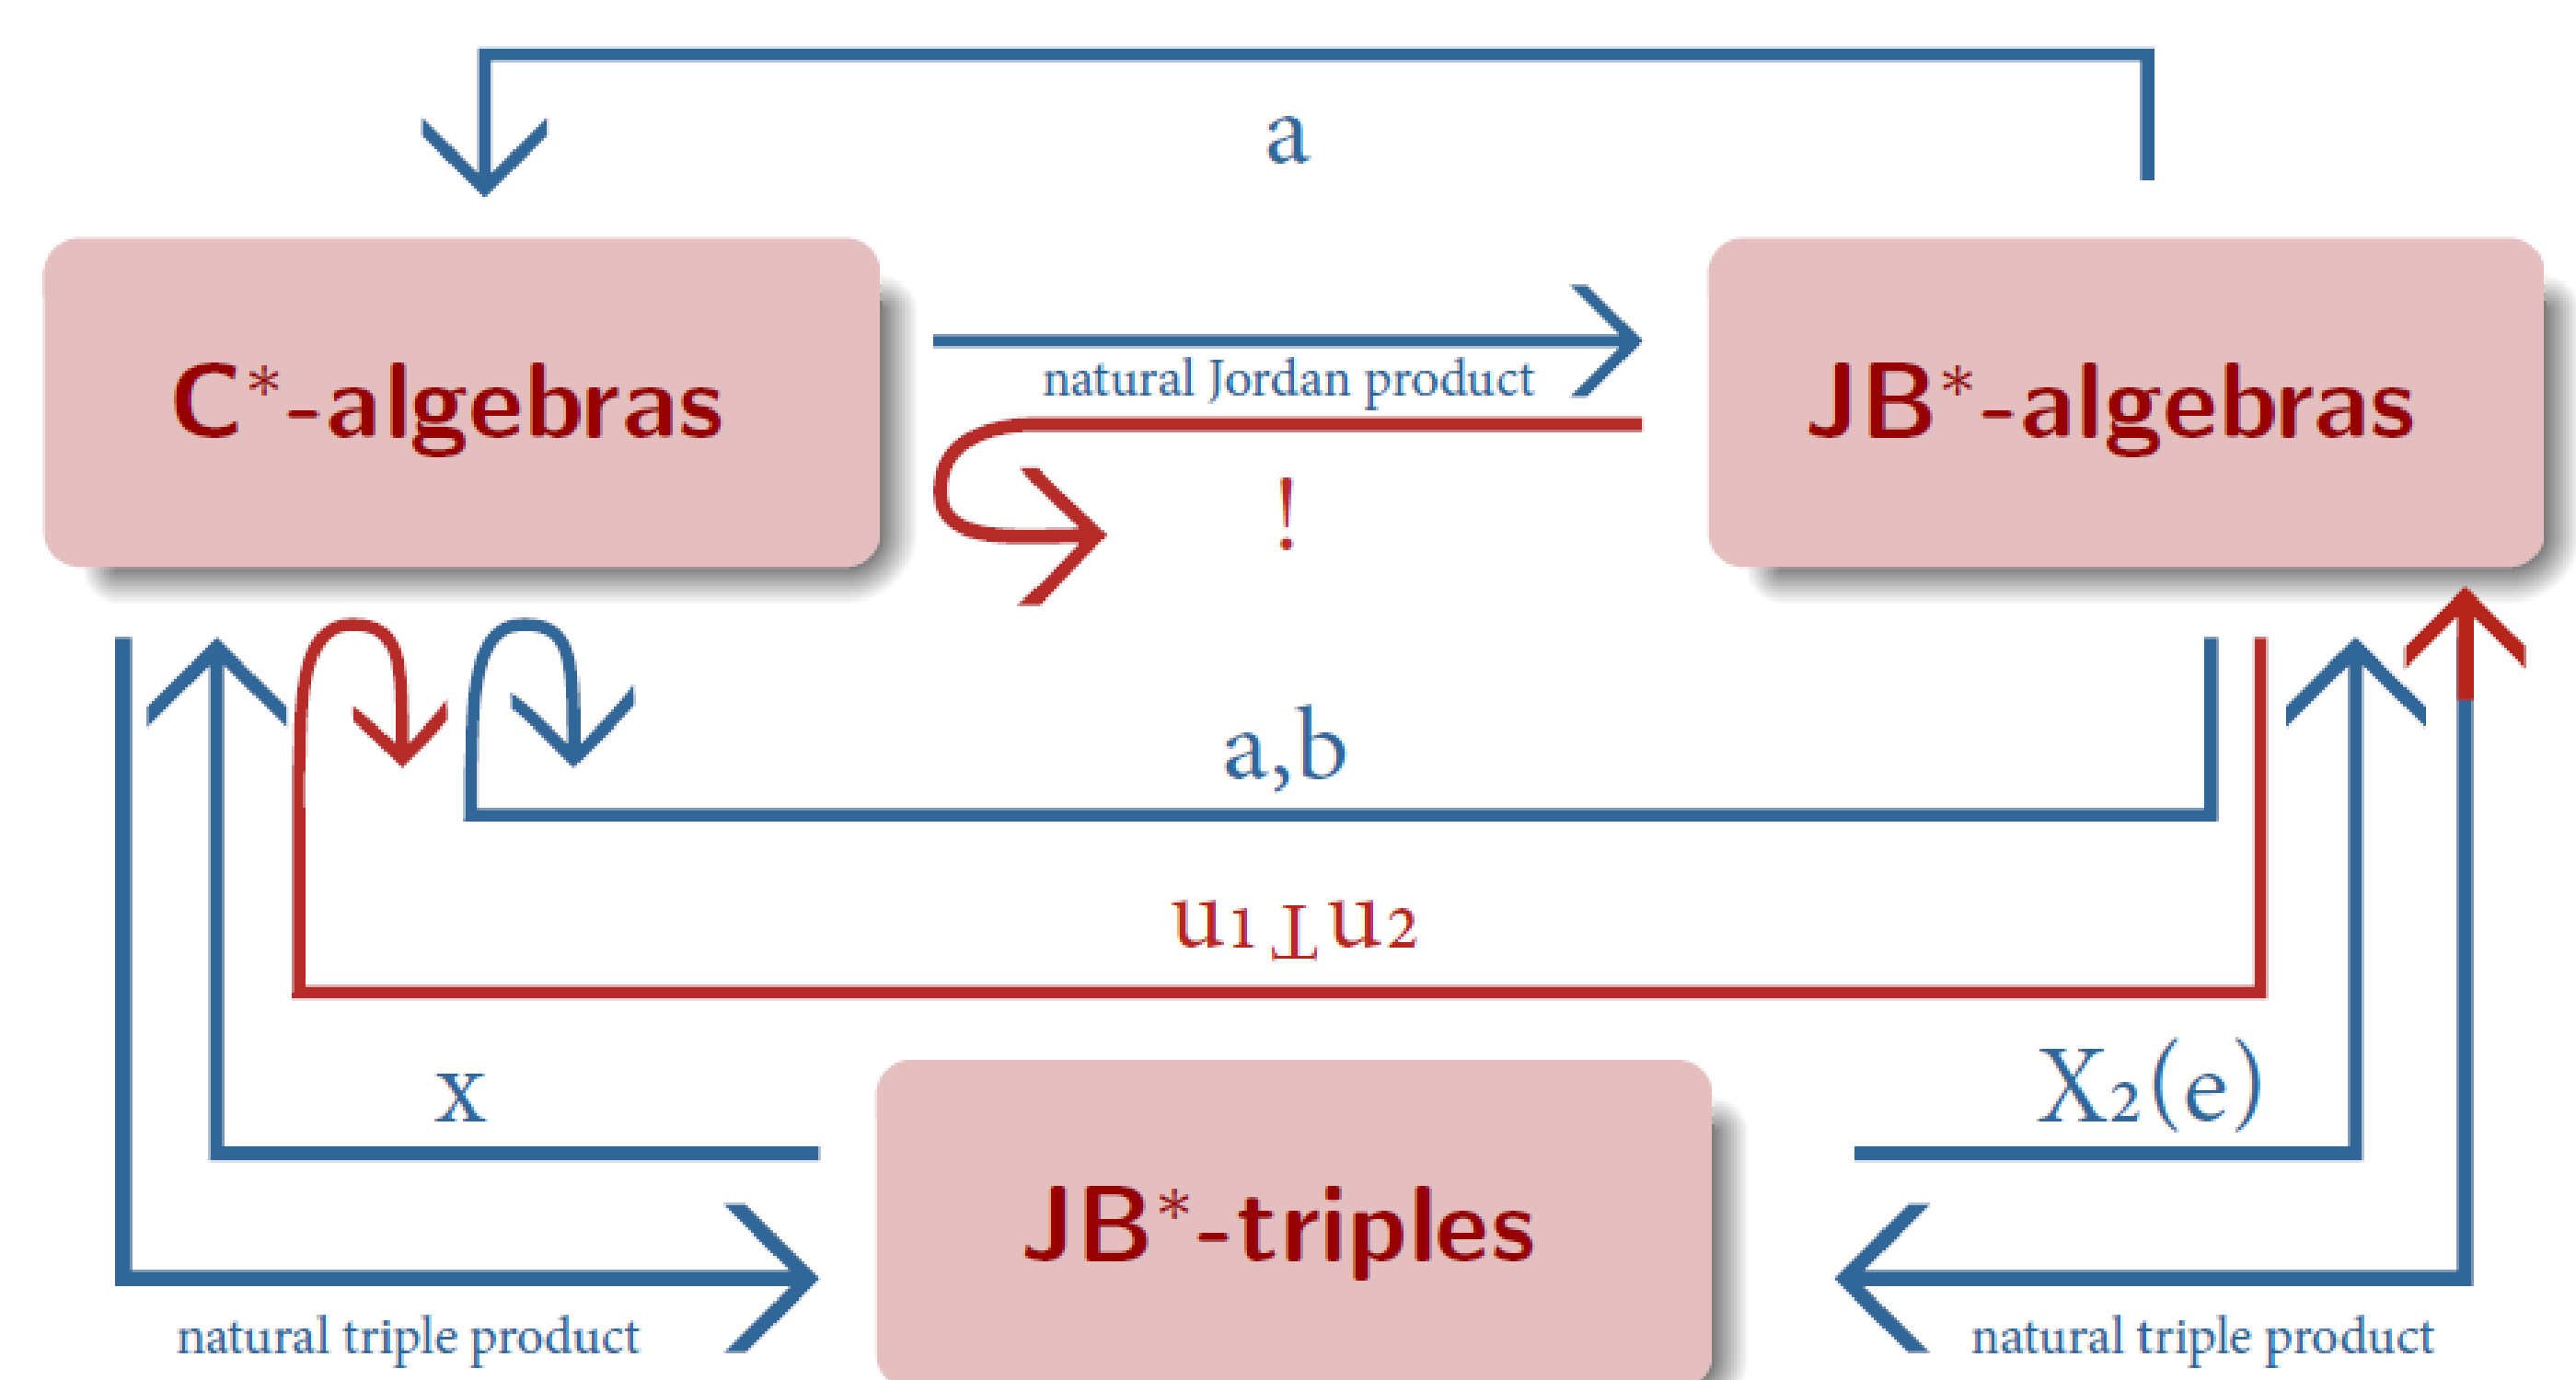 a
C*-algebras
natural Jordan product
JB*-algebras
!
a,b
u₁⊥u₂
x
X₂(e)
JB*-triples
natural triple product
natural triple product